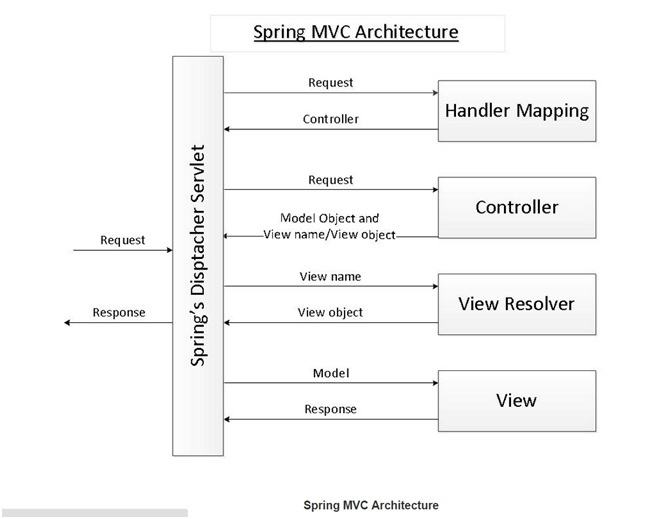 Spring MVC Architecture
Request
Handler Mapping
Controller
Request
Controller
Model Object and
View name/View object
Request
Response
Spring's Disptacher Servlet
View name
View Resolver
View object
Model
View
Response
Spring MVC Architecture